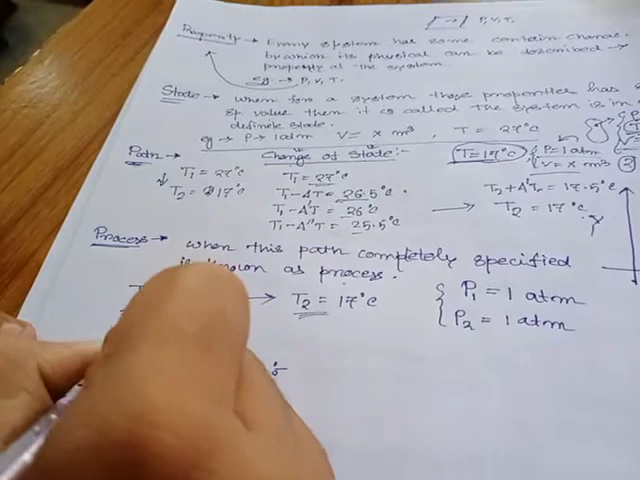 P, V, T.
Property → Every system has some certain charac.
by which its physical can be described →
property of the system.
eg. → P, V, T.
State → when for a system these properties has
sp value then it is called the system is in
definite state.
eg → P → 1 atm V = x m³, T = 27°C
Path → Change of State:- T = 17°C { P = 1 atm
V = x m³ ②
T₁ = 27°C T₁ = 27°C
T₂ = 17°C T₁ - ΔT = 26.5°C T₂ + Δ'T₂ = 17.5°C
T₁ - Δ'T = 26°C → T₂ = 17°C
T₁ - Δ''T = 25.5°C
Process → when this path completely specified
is known as process.
→ T₂ = 17°C { P₁ = 1 atm
P₂ = 1 atm